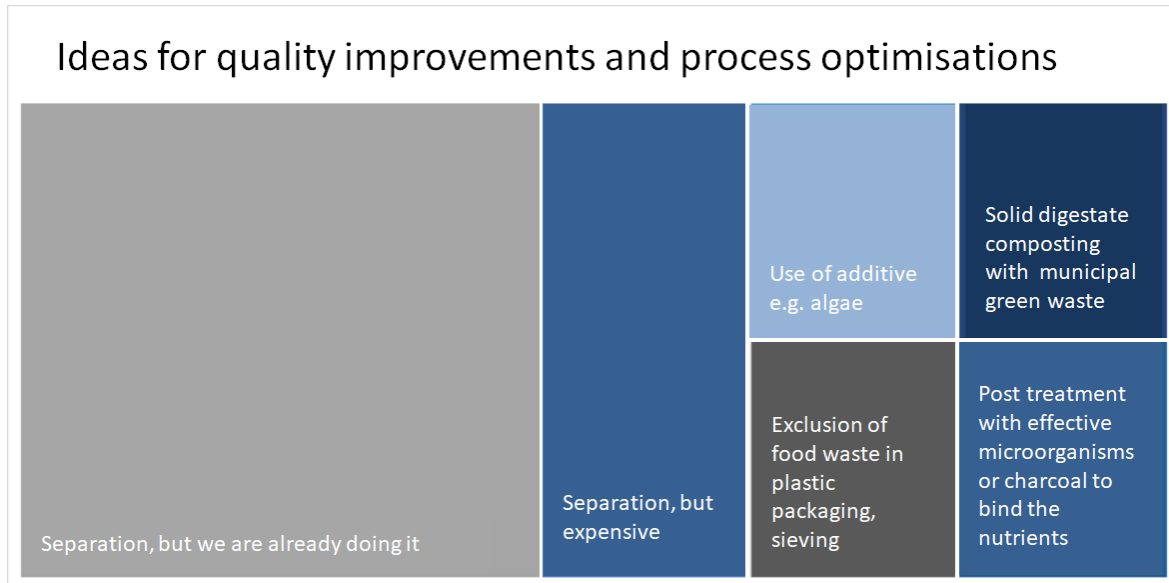 Ideas for quality improvements and process optimisations
Separation, but we are already doing it
Separation, but
expensive
Use of additive
e.g. algae
Solid digestate
composting
with municipal
green waste
Exclusion of
food waste in
plastic
packaging,
sieving
Post treatment
with effective
microorganisms
or charcoal to
bind the
nutrients